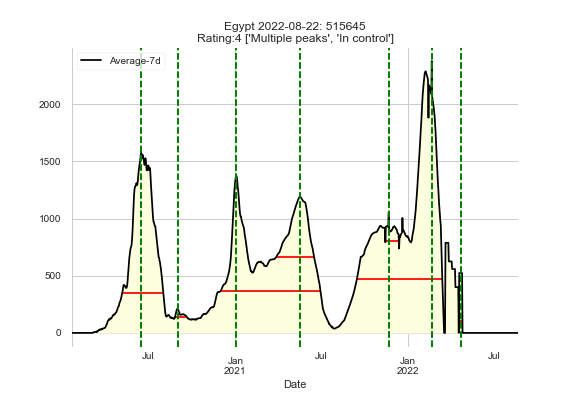 Egypt 2022-08-22: 515645
Rating:4 ['Multiple peaks', 'In control']
Average-7d
2000
1500
1000
500
0
Jul
Jan
2021
Jul
Jan
2022
Jul
Date